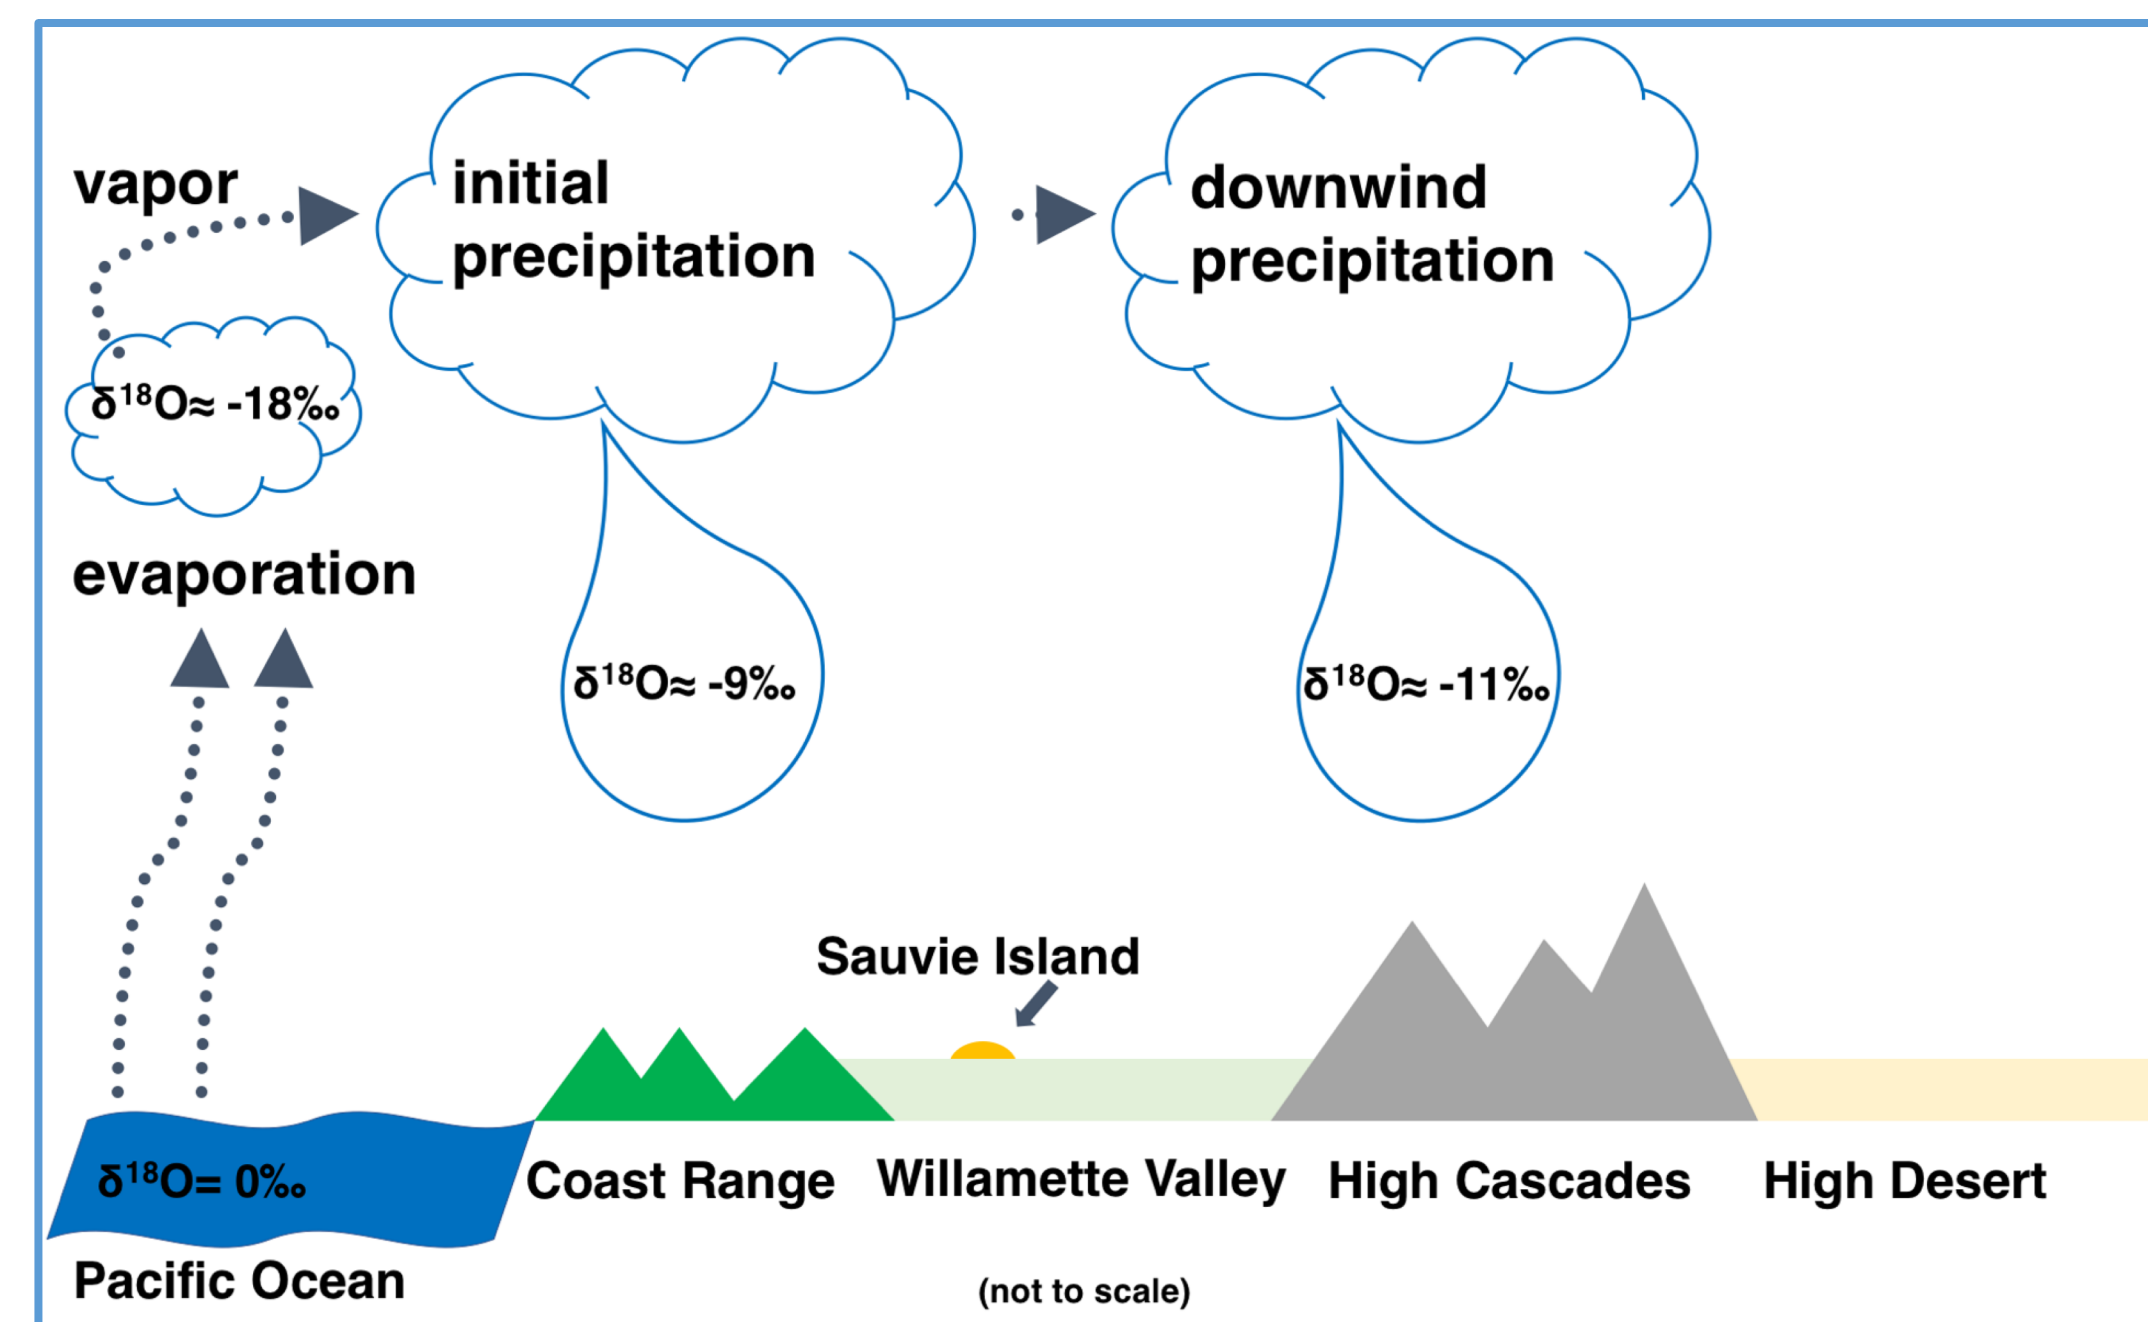 vapor
initial
precipitation
downwind
precipitation
δ¹⁸O≈ -18‰
evaporation
δ¹⁸O≈ -9‰
δ¹⁸O≈ -11‰
Sauvie Island
δ¹⁸O= 0‰
Coast Range
Willamette Valley
High Cascades
High Desert
Pacific Ocean
(not to scale)